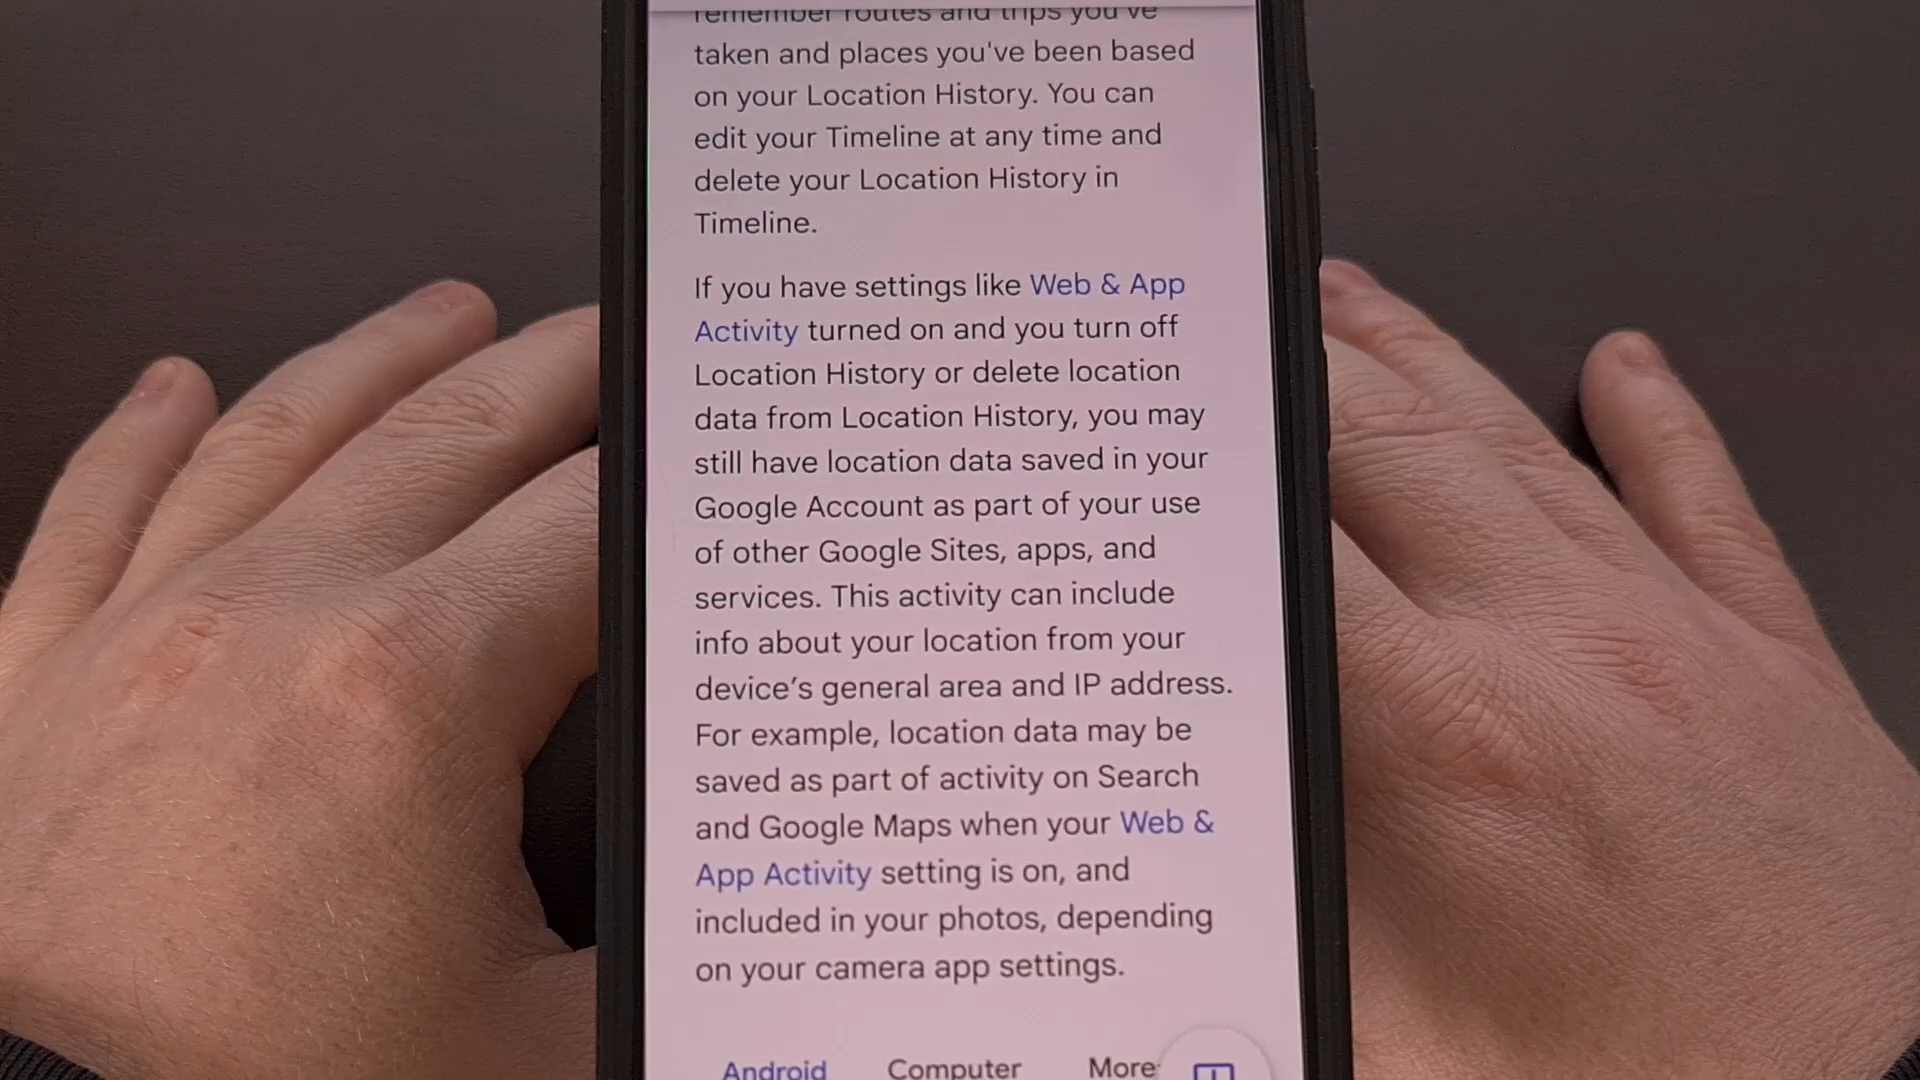 remember routes and trips you've
taken and places you've been based
on your Location History. You can
edit your Timeline at any time and
delete your Location History in
Timeline.
If you have settings like Web & App
Activity turned on and you turn off
Location History or delete location
data from Location History, you may
still have location data saved in your
Google Account as part of your use
of other Google Sites, apps, and
services. This activity can include
info about your location from your
device’s general area and IP address.
For example, location data may be
saved as part of activity on Search
and Google Maps when your Web &
App Activity setting is on, and
included in your photos, depending
on your camera app settings.
Android Computer More